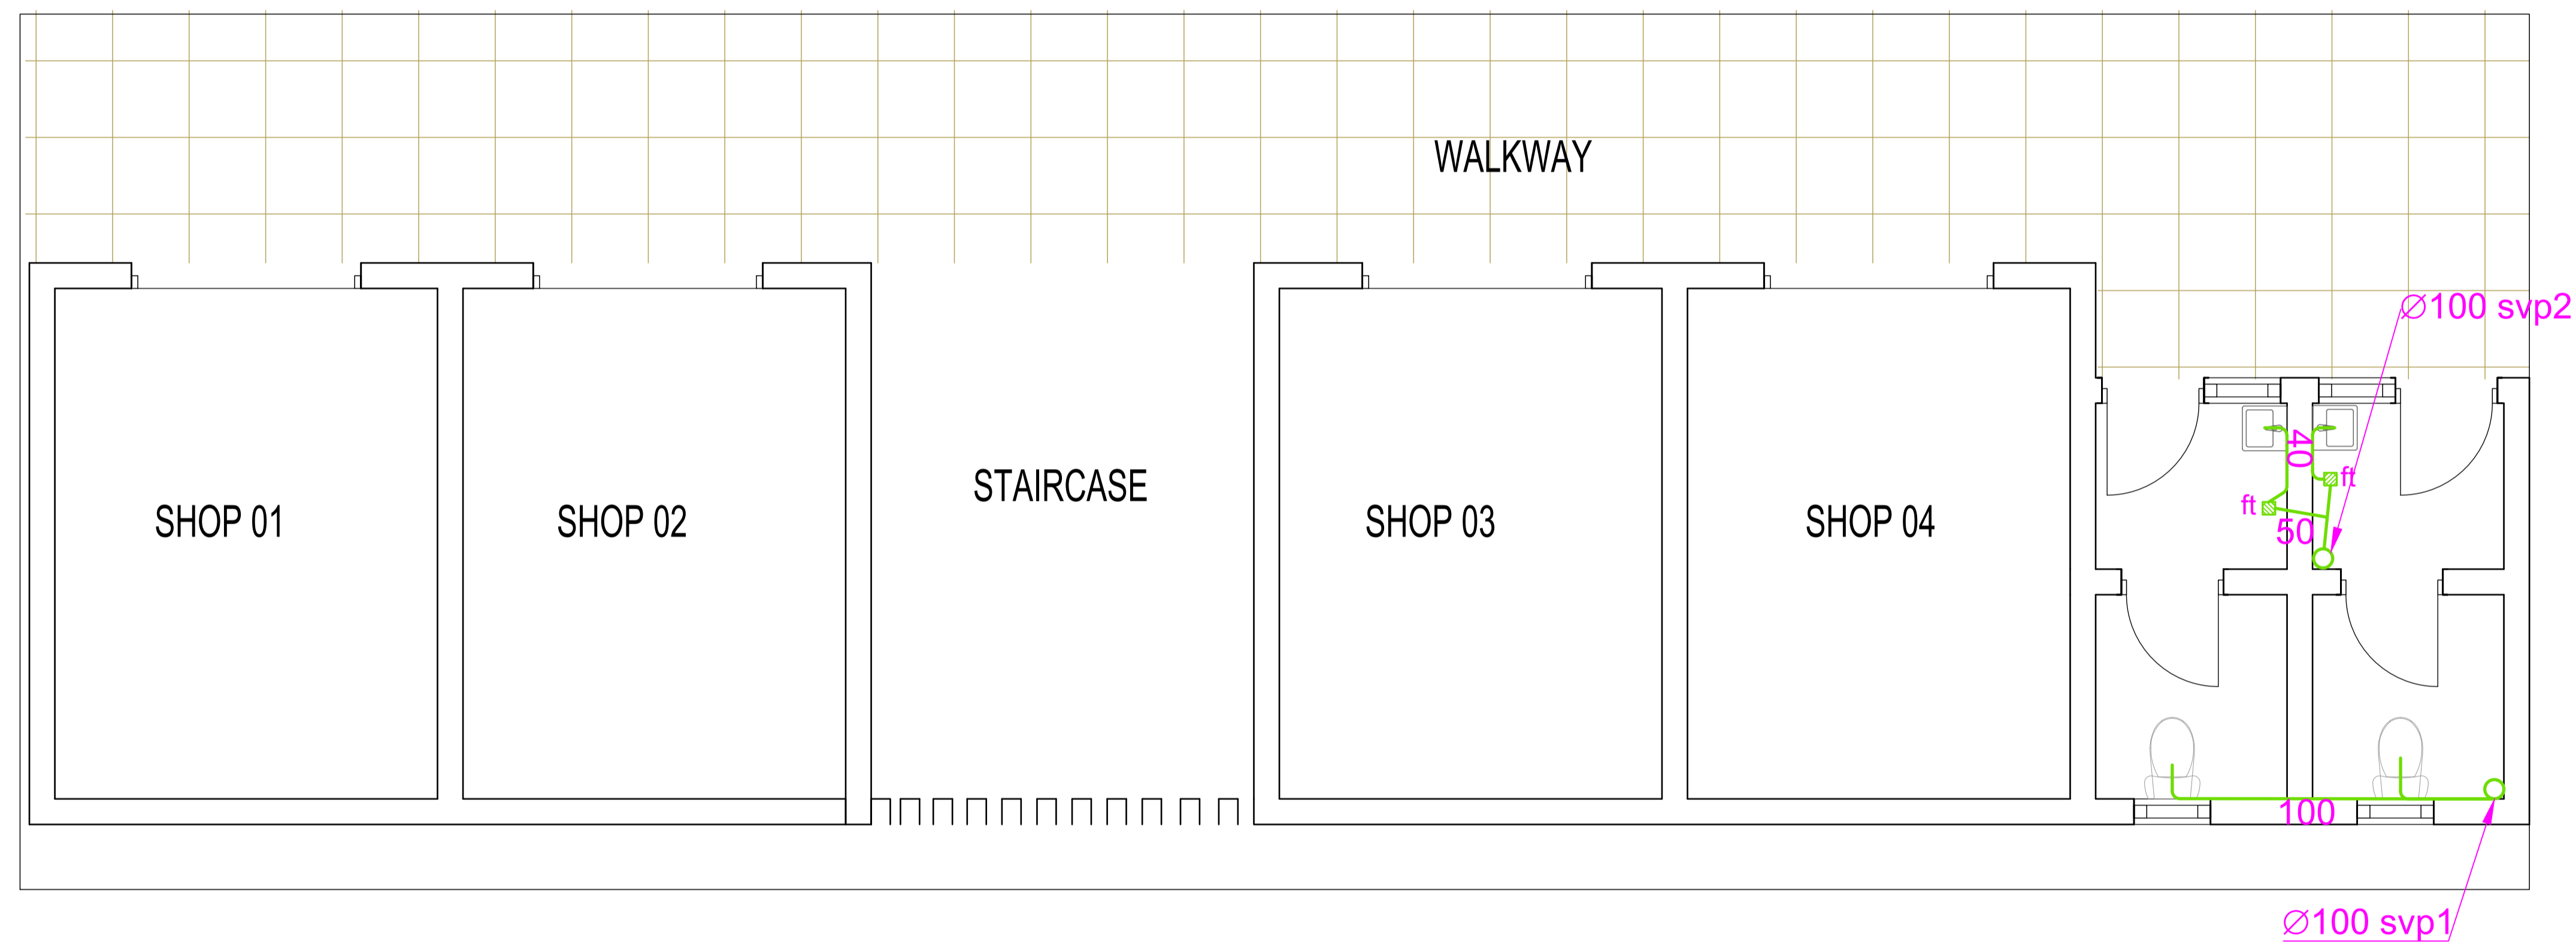 WALKWAY
∅100 svp2
STAIRCASE
SHOP 01
SHOP 02
SHOP 03
SHOP 04
40
ft
ft
50
100
∅100 svp1